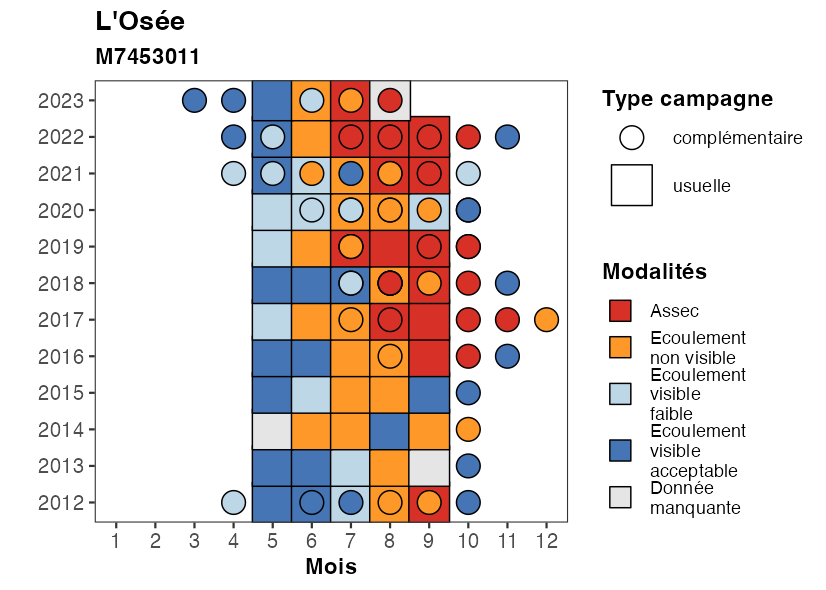 L'Osée
M7453011
2023
2022
2021
2020
2019
2018
2017
2016
2015
2014
2013
2012
1 2 3 4 5 6 7 8 9 10 11 12
Mois
Type campagne
complémentaire
usuelle
Modalités
Assec
Ecoulement
non visible
Ecoulement
visible
faible
Ecoulement
visible
acceptable
Donnée
manquante